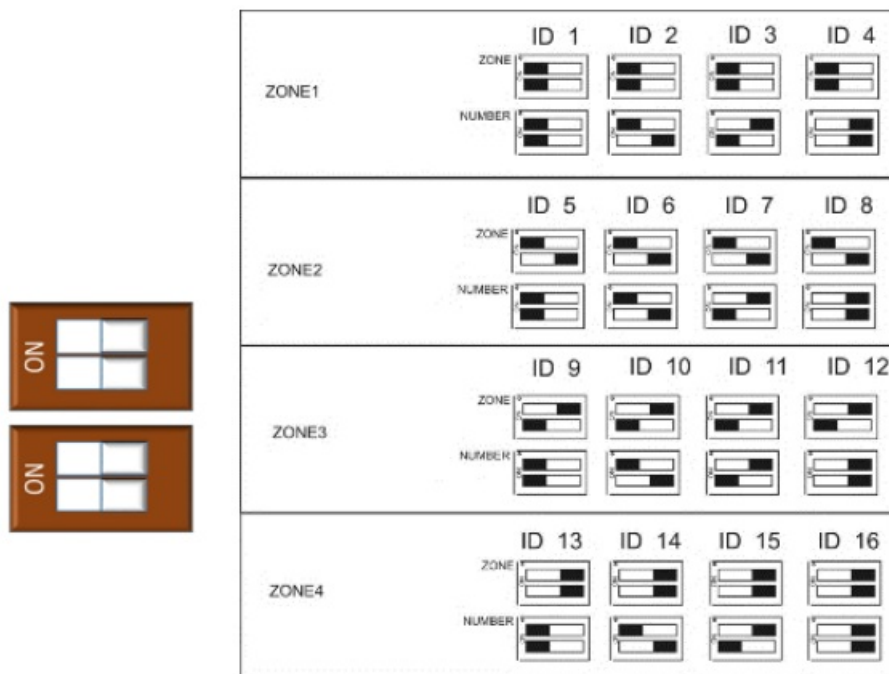 ID 1 ID 2 ID 3 ID 4
ZONE
ZONE1
NUMBER
ID 5 ID 6 ID 7 ID 8
ZONE
ZONE2
NUMBER
ON
ID 9 ID 10 ID 11 ID 12
ZONE
ZONE3
NUMBER
ON
ID 13 ID 14 ID 15 ID 16
ZONE
ZONE4
NUMBER